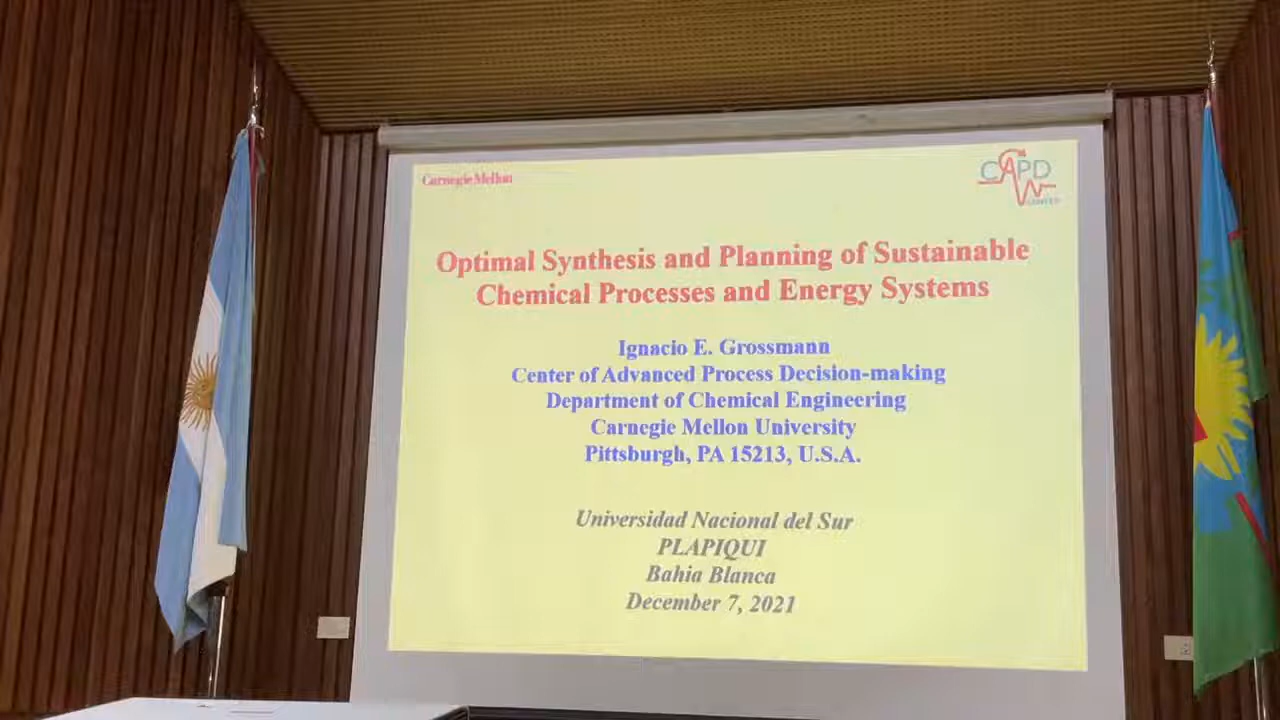 Carnegie Mellon
CAPD
CENTER
Optimal Synthesis and Planning of Sustainable
Chemical Processes and Energy Systems
Ignacio E. Grossmann
Center of Advanced Process Decision-making
Department of Chemical Engineering
Carnegie Mellon University
Pittsburgh, PA 15213, U.S.A.
Universidad Nacional del Sur
PLAPIQUI
Bahia Blanca
December 7, 2021